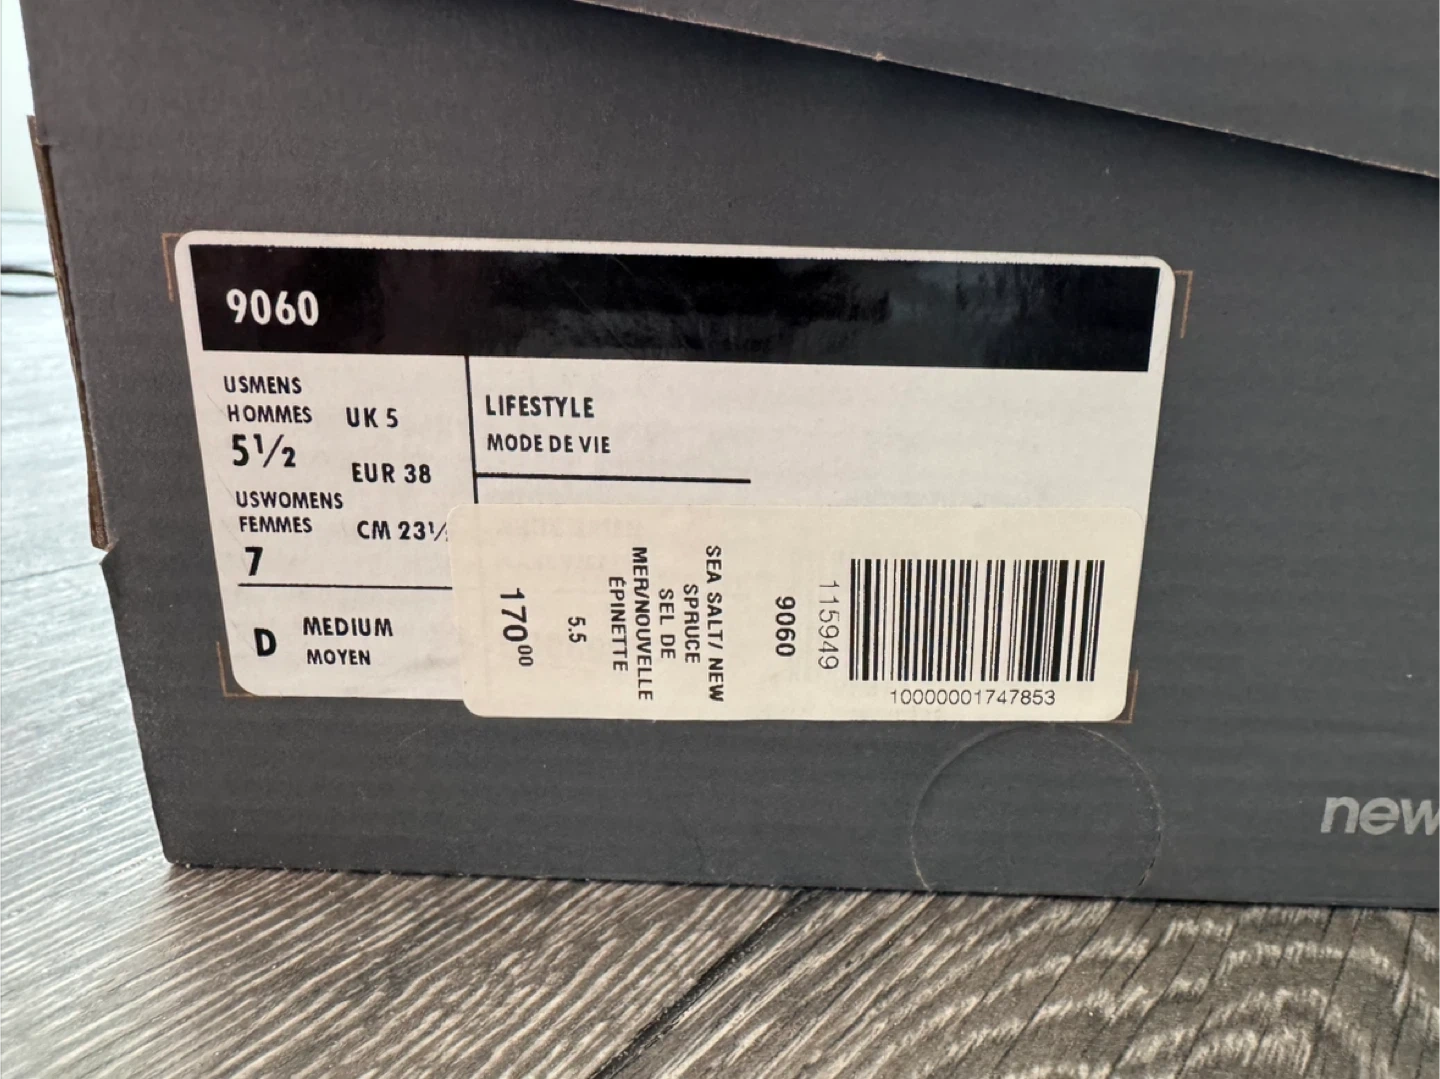 9060
USMENS
HOMMES
5½
USWOMENS
FEMMES
7
UK 5
EUR 38
CM 23½
D
MEDIUM
MOYEN
LIFESTYLE
MODE DE VIE
115949
9060
SEA SALT/ NEW
SPRUCE
SEL DE
MER/NOUVELLE
ÉPINETTE
5.5
170⁰⁰
10000001747853
new